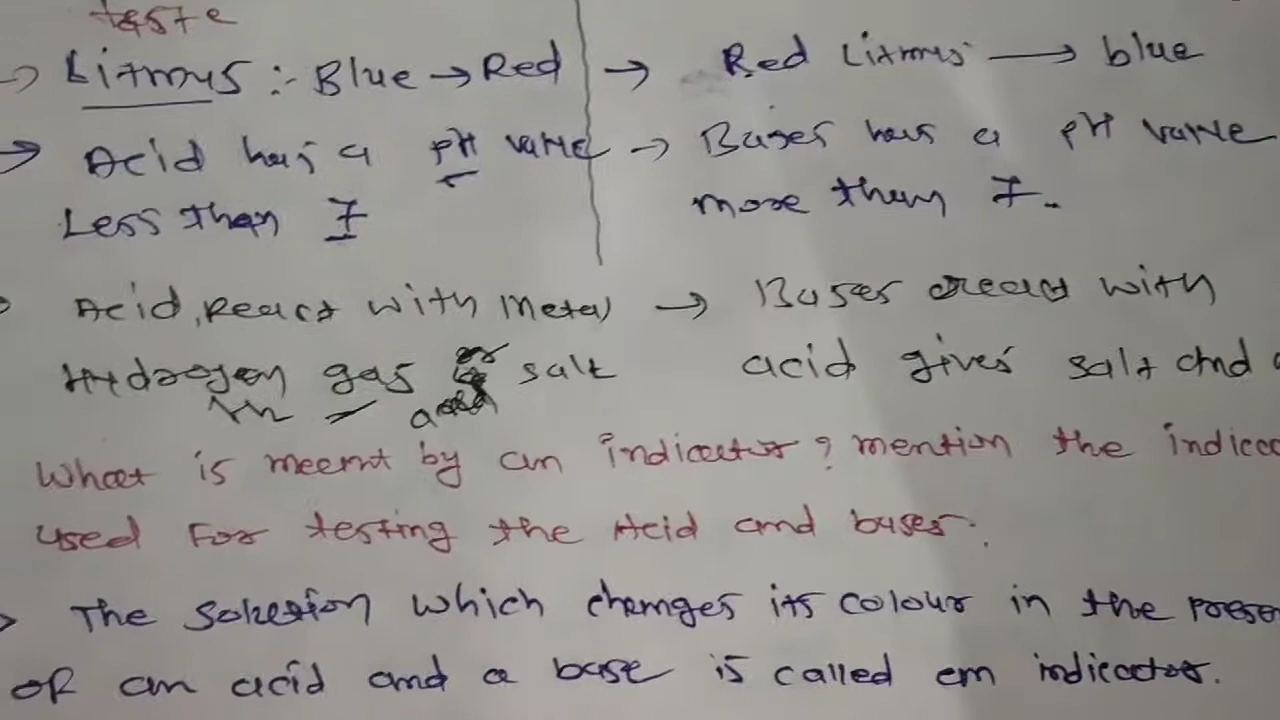 taste
→ Litmus :- Blue → Red → Red Litmus → blue
→ Acid has a pH value → Bases has a pH value
Less than 7 more than 7.
Acid, React with Metal → Bases react with
Hydrogen gas salt acid gives salt and
What is meent by an indicator? mention the indica
used For testing the Acid and bases.
The Solution which changes its colour in the prese
of an acid and a base is called an indicator.